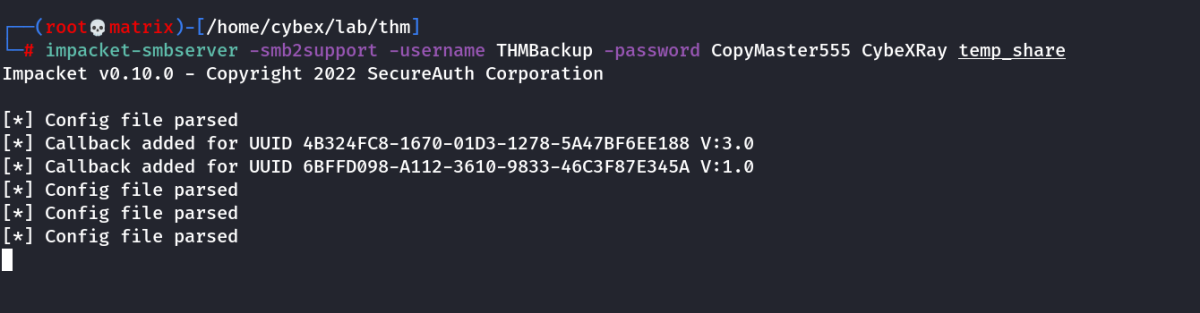 ┌──(root💀matrix)-[/home/cybex/lab/thm]
└─# impacket-smbserver -smb2support -username THMBackup -password CopyMaster555 CybeXRay temp_share
Impacket v0.10.0 - Copyright 2022 SecureAuth Corporation
[*] Config file parsed
[*] Callback added for UUID 4B324FC8-1670-01D3-1278-5A47BF6EE188 V:3.0
[*] Callback added for UUID 6BFFD098-A112-3610-9833-46C3F87E345A V:1.0
[*] Config file parsed
[*] Config file parsed
[*] Config file parsed